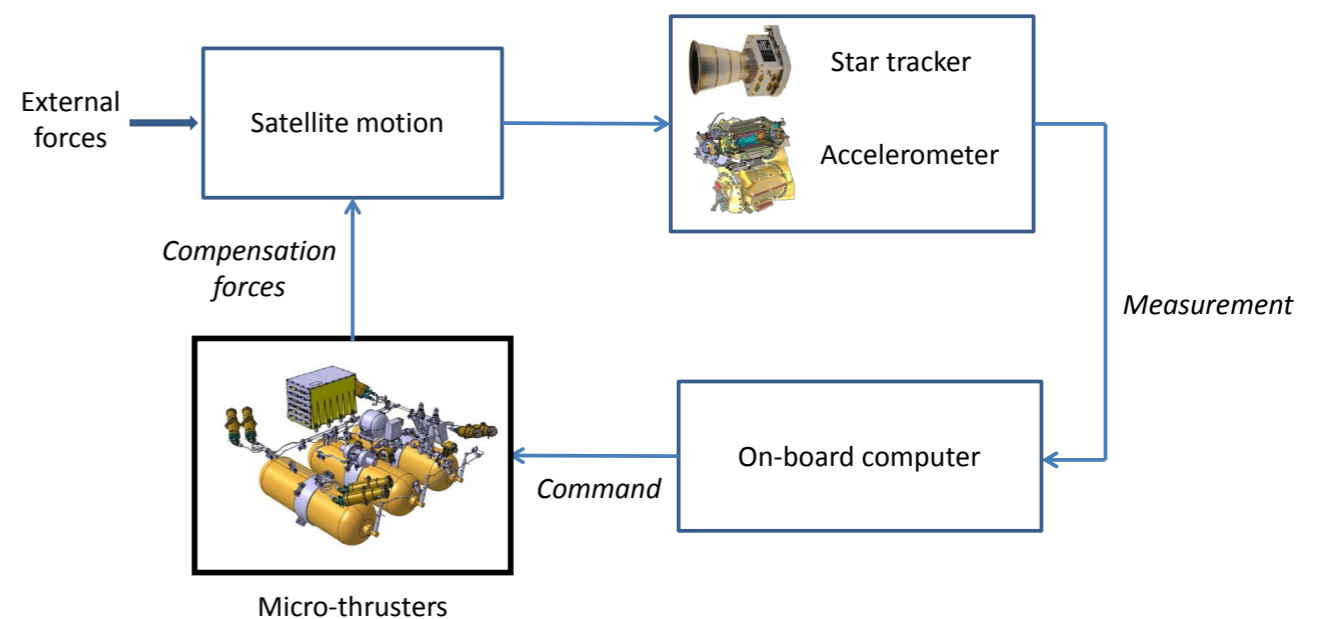 External
forces
Satellite motion
Star tracker
Accelerometer
Compensation
forces
Measurement
On-board computer
Command
Micro-thrusters